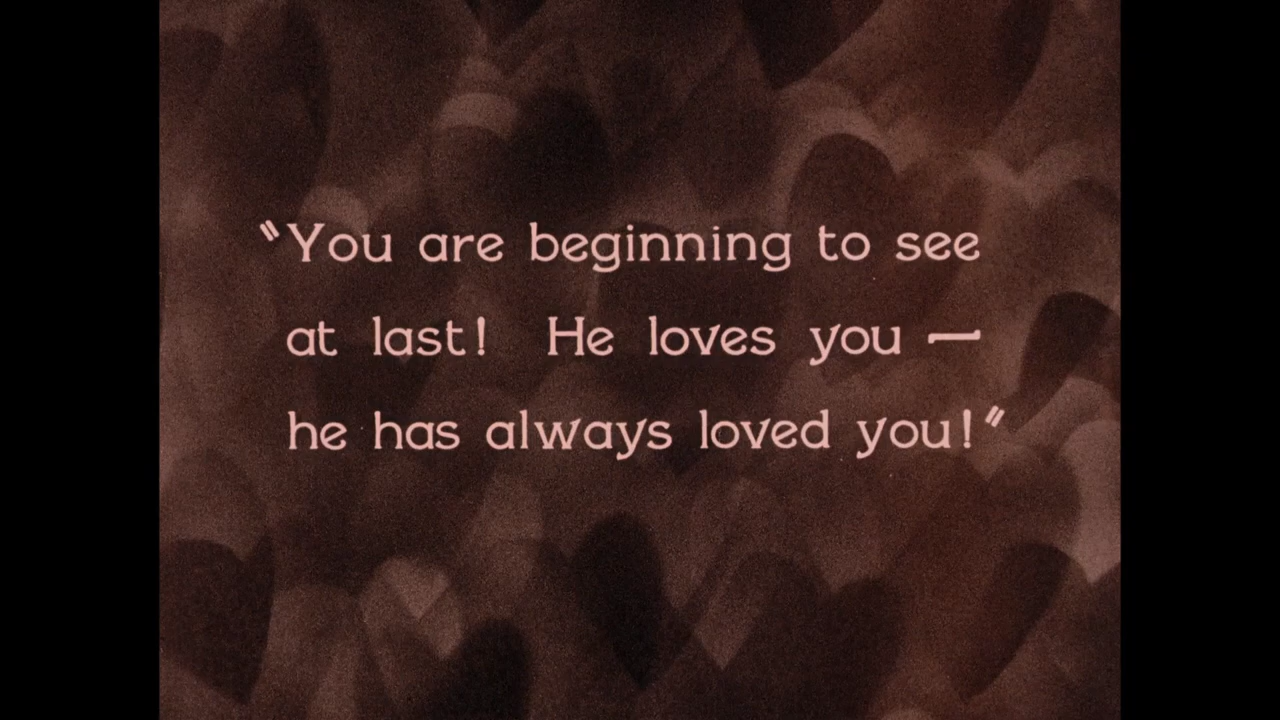 "You are beginning to see
at last! He loves you —
he has always loved you!"